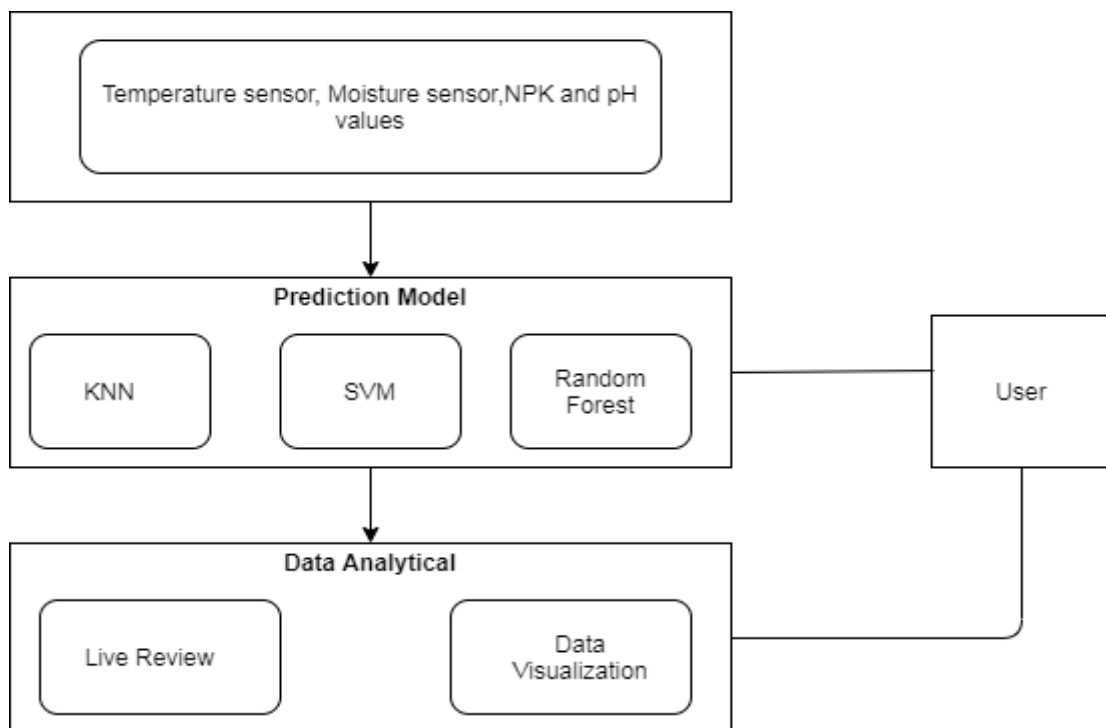 Temperature sensor, Moisture sensor,NPK and pH
values
Prediction Model
KNN
SVM
Random
Forest
User
Data Analytical
Live Review
Data
Visualization